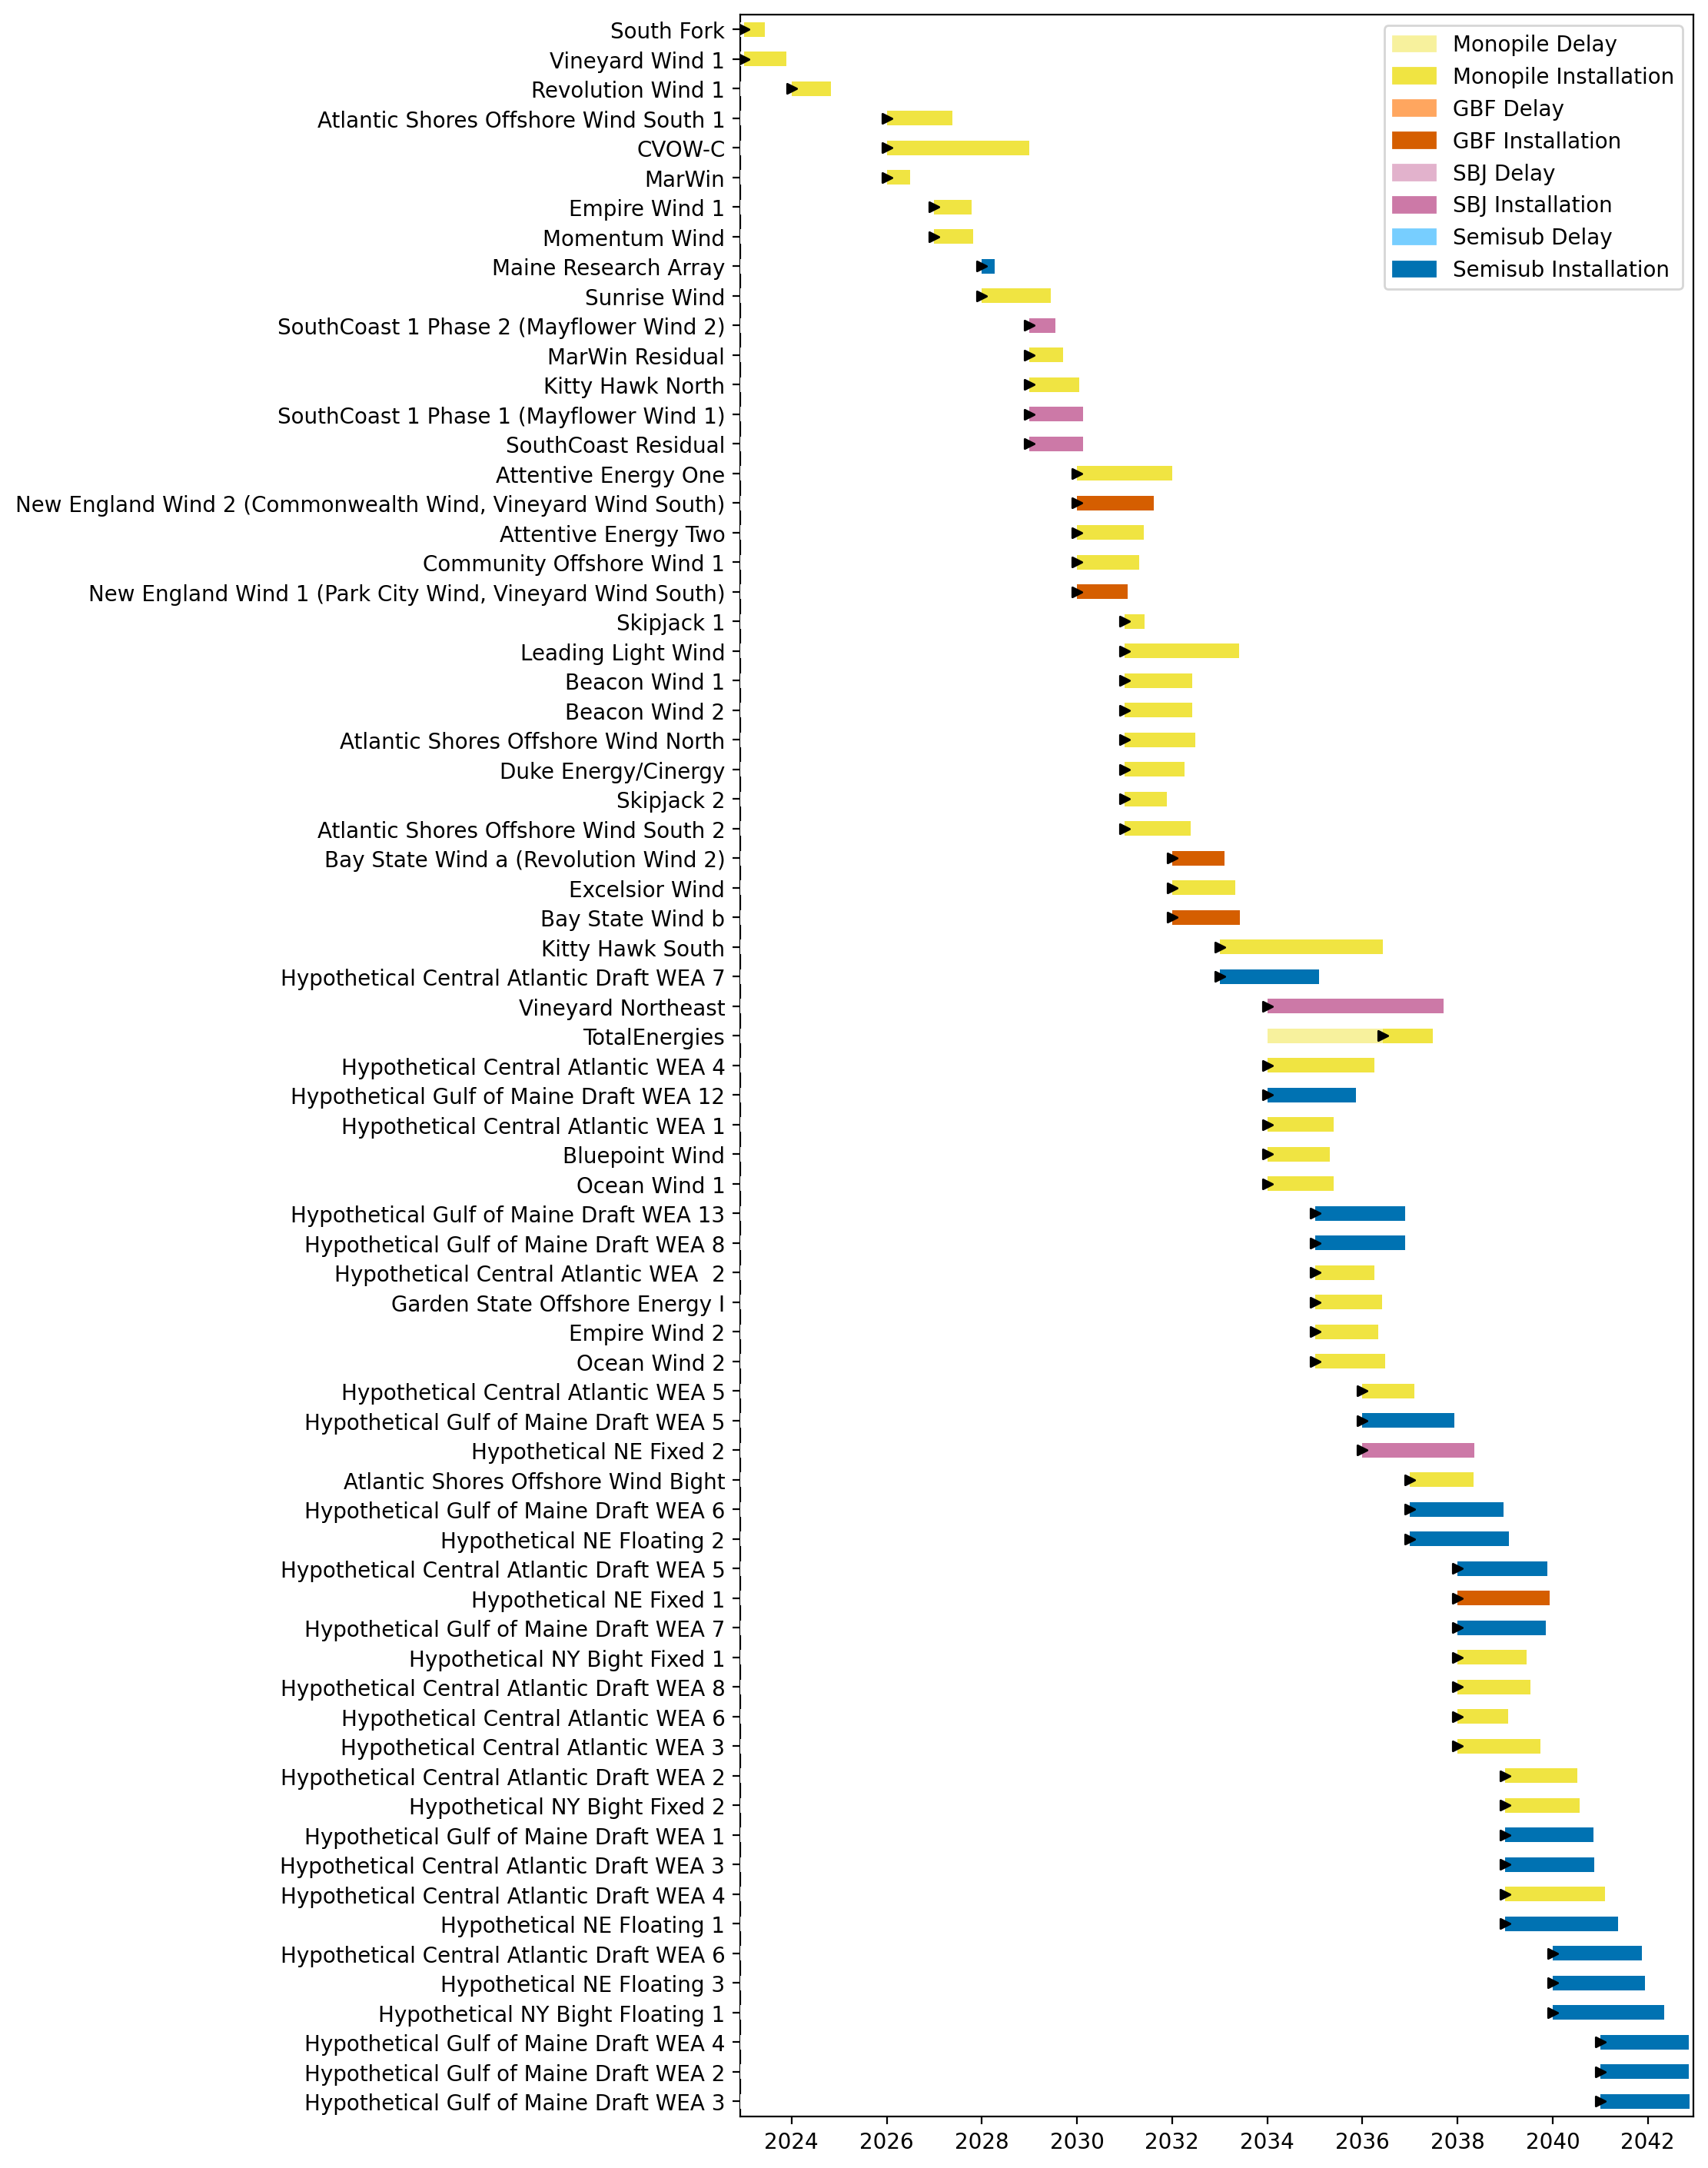 South Fork
Vineyard Wind 1
Revolution Wind 1
Atlantic Shores Offshore Wind South 1
CVOW-C
MarWin
Empire Wind 1
Momentum Wind
Maine Research Array
Sunrise Wind
SouthCoast 1 Phase 2 (Mayflower Wind 2)
MarWin Residual
Kitty Hawk North
SouthCoast 1 Phase 1 (Mayflower Wind 1)
SouthCoast Residual
Attentive Energy One
New England Wind 2 (Commonwealth Wind, Vineyard Wind South)
Attentive Energy Two
Community Offshore Wind 1
New England Wind 1 (Park City Wind, Vineyard Wind South)
Skipjack 1
Leading Light Wind
Beacon Wind 1
Beacon Wind 2
Atlantic Shores Offshore Wind North
Duke Energy/Cinergy
Skipjack 2
Atlantic Shores Offshore Wind South 2
Bay State Wind a (Revolution Wind 2)
Excelsior Wind
Bay State Wind b
Kitty Hawk South
Hypothetical Central Atlantic Draft WEA 7
Vineyard Northeast
TotalEnergies
Hypothetical Central Atlantic WEA 4
Hypothetical Gulf of Maine Draft WEA 12
Hypothetical Central Atlantic WEA 1
Bluepoint Wind
Ocean Wind 1
Hypothetical Gulf of Maine Draft WEA 13
Hypothetical Gulf of Maine Draft WEA 8
Hypothetical Central Atlantic WEA  2
Garden State Offshore Energy I
Empire Wind 2
Ocean Wind 2
Hypothetical Central Atlantic WEA 5
Hypothetical Gulf of Maine Draft WEA 5
Hypothetical NE Fixed 2
Atlantic Shores Offshore Wind Bight
Hypothetical Gulf of Maine Draft WEA 6
Hypothetical NE Floating 2
Hypothetical Central Atlantic Draft WEA 5
Hypothetical NE Fixed 1
Hypothetical Gulf of Maine Draft WEA 7
Hypothetical NY Bight Fixed 1
Hypothetical Central Atlantic Draft WEA 8
Hypothetical Central Atlantic WEA 6
Hypothetical Central Atlantic WEA 3
Hypothetical Central Atlantic Draft WEA 2
Hypothetical NY Bight Fixed 2
Hypothetical Gulf of Maine Draft WEA 1
Hypothetical Central Atlantic Draft WEA 3
Hypothetical Central Atlantic Draft WEA 4
Hypothetical NE Floating 1
Hypothetical Central Atlantic Draft WEA 6
Hypothetical NE Floating 3
Hypothetical NY Bight Floating 1
Hypothetical Gulf of Maine Draft WEA 4
Hypothetical Gulf of Maine Draft WEA 2
Hypothetical Gulf of Maine Draft WEA 3
Monopile Delay
Monopile Installation
GBF Delay
GBF Installation
SBJ Delay
SBJ Installation
Semisub Delay
Semisub Installation
2024 2026 2028 2030 2032 2034 2036 2038 2040 2042